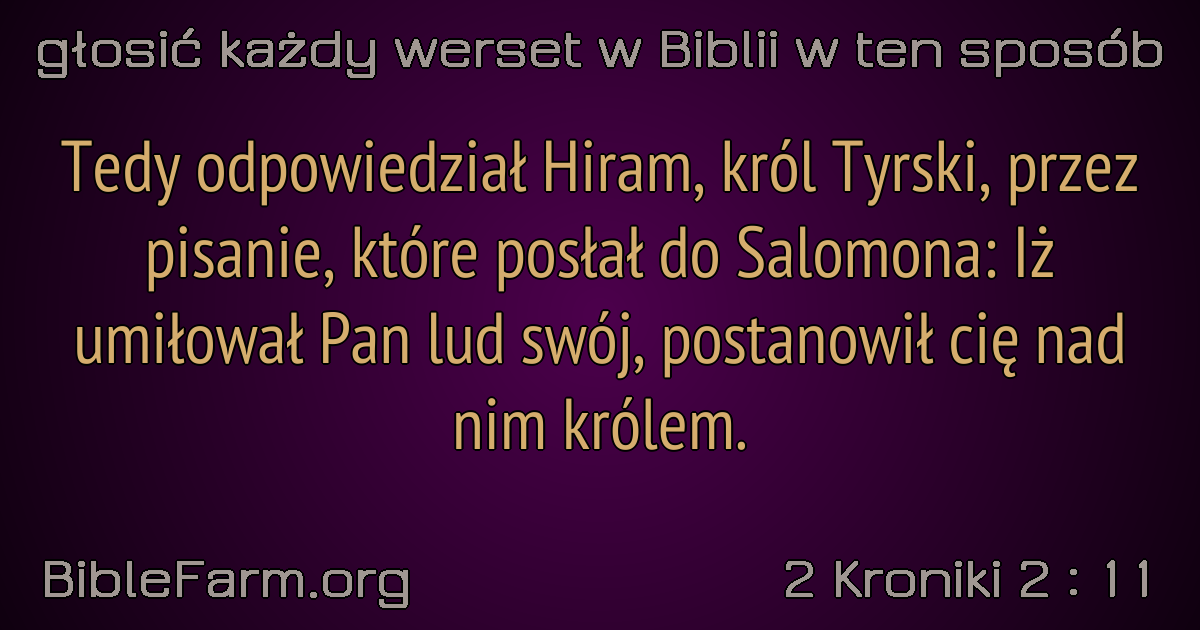 głosić każdy werset w Biblii w ten sposób
Tedy odpowiedział Hiram, król Tyrski, przez
pisanie, które posłał do Salomona: Iż
umiłował Pan lud swój, postanowił cię nad
nim królem.
BibleFarm.org
2 Kroniki 2 : 11